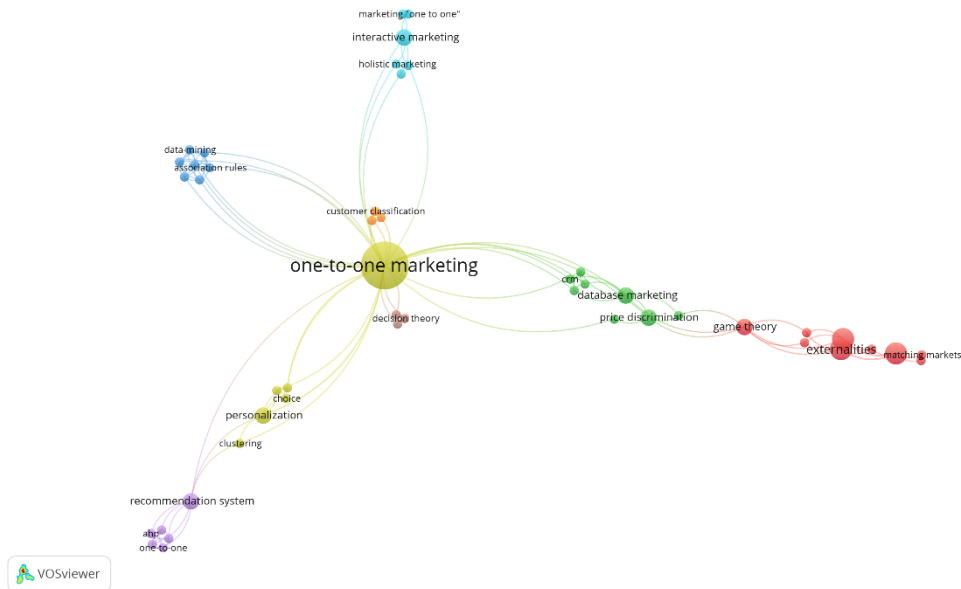 marketing "one to one"
interactive marketing
holistic marketing
data mining
association rules
customer classification
one-to-one marketing
crm
database marketing
decision theory
price discrimination
game theory
externalities
matching markets
choice
personalization
clustering
recommendation system
ahp
one-to-one
VOSviewer